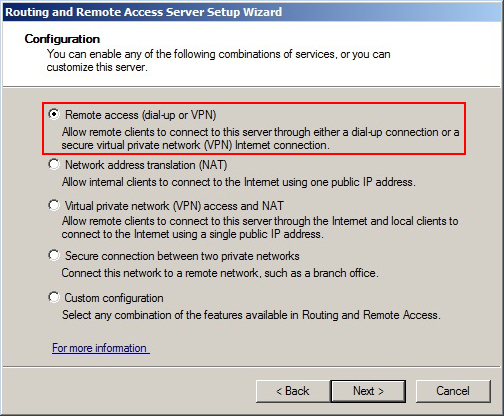 Routing and Remote Access Server Setup Wizard
Configuration
You can enable any of the following combinations of services, or you can
customize this server.
Remote access (dial-up or VPN)
Allow remote clients to connect to this server through either a dial-up connection or a
secure virtual private network (VPN) Internet connection.
Network address translation (NAT)
Allow internal clients to connect to the Internet using one public IP address.
Virtual private network (VPN) access and NAT
Allow remote clients to connect to this server through the Internet and local clients to
connect to the Internet using a single public IP address.
Secure connection between two private networks
Connect this network to a remote network, such as a branch office.
Custom configuration
Select any combination of the features available in Routing and Remote Access.
For more information
< Back Next > Cancel